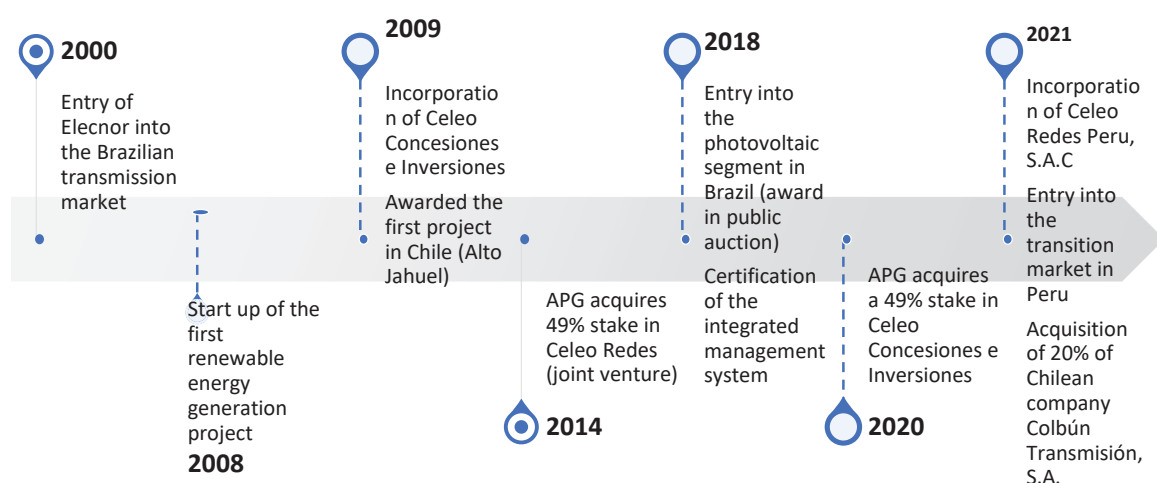 2000
Entry of
Elecnor into
the Brazilian
transmission
market
Start up of the
first
renewable
energy
generation
project
2008
2009
Incorporatio
n of Celeo
Concesiones
e Inversiones
Awarded the
first project
in Chile (Alto
Jahuel)
APG acquires
49% stake in
Celeo Redes
(joint venture)
2014
2018
Entry into
the
photovoltaic
segment in
Brazil (award
in public
auction)
Certification
of the
integrated
management
system
APG acquires
a 49% stake in
Celeo
Concesiones e
Inversiones
2020
2021
Incorporatio
n of Celeo
Redes Peru,
S.A.C
Entry into
the
transition
market in
Peru
Acquisition
of 20% of
Chilean
company
Colbún
Transmisión,
S.A.